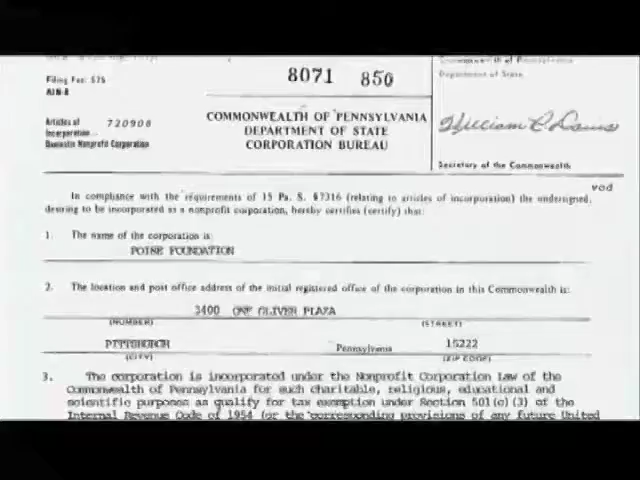 Filing Fee: $75
AIN-8
8071 850
Department of State
Articles of
Incorporation
Domestic Nonprofit Corporation
720908
COMMONWEALTH OF PENNSYLVANIA
DEPARTMENT OF STATE
CORPORATION BUREAU
William R Davis
Secretary of the Commonwealth
vod
In compliance with the requirements of 15 Pa. S. §7316 (relating to articles of incorporation) the undersigned,
desiring to be incorporated as a nonprofit corporation, hereby certifies (certify) that:
1. The name of the corporation is:
POISE FOUNDATION
2. The location and post office address of the initial registered office of the corporation in this Commonwealth is:
3400 ONE OLIVER PLAZA
(NUMBER) (STREET)
PITTSBURGH Pennsylvania 15222
(CITY) (ZIP CODE)
3. The corporation is incorporated under the Nonprofit Corporation Law of the
Commonwealth of Pennsylvania for such charitable, religious, educational and
scientific purposes as qualify for tax exemption under Section 501(c)(3) of the
Internal Revenue Code of 1954 (or the corresponding provisions of any future United